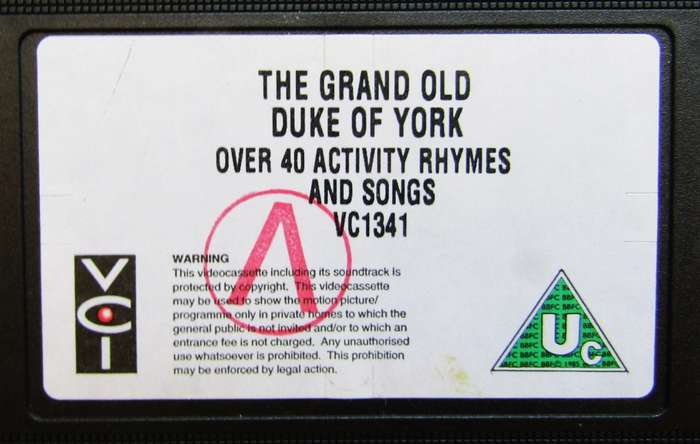 THE GRAND OLD
DUKE OF YORK
OVER 40 ACTIVITY RHYMES
AND SONGS
VC1341
VCI
WARNING
This videocassette including its soundtrack is
protected by copyright. This videocassette
may be used to show the motion picture/
programme only in private homes to which the
general public is not invited and/or to which an
entrance fee is not charged. Any unauthorised
use whatsoever is prohibited. This prohibition
may be enforced by legal action.
Uc
BBFC 1985